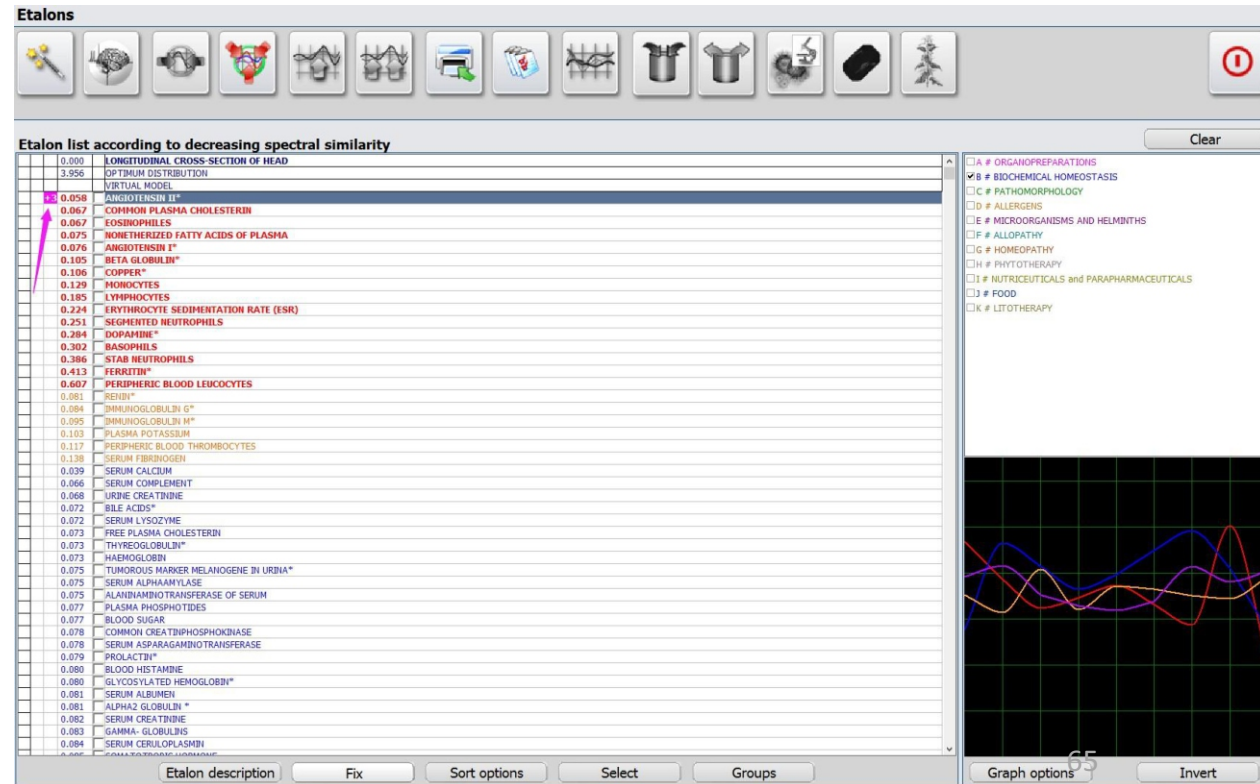 Etalons
Etalon list according to decreasing spectral similarity
Clear
0.000 LONGITUDINAL CROSS-SECTION OF HEAD
3.956 OPTIMUM DISTRIBUTION
VIRTUAL MODEL
+3 0.058 ANGIOTENSIN II*
0.067 COMMON PLASMA CHOLESTERIN
0.067 EOSINOPHILES
0.075 NONETHERIZED FATTY ACIDS OF PLASMA
0.076 ANGIOTENSIN I*
0.105 BETA GLOBULIN*
0.106 COPPER*
0.129 MONOCYTES
0.185 LYMPHOCYTES
0.224 ERYTHROCYTE SEDIMENTATION RATE (ESR)
0.251 SEGMENTED NEUTROPHILS
0.284 DOPAMINE*
0.302 BASOPHILS
0.386 STAB NEUTROPHILS
0.413 FERRITIN*
0.607 PERIPHERIC BLOOD LEUCOCYTES
0.081 RENIN*
0.084 IMMUNOGLOBULIN G*
0.095 IMMUNOGLOBULIN M*
0.103 PLASMA POTASSIUM
0.117 PERIPHERIC BLOOD THROMBOCYTES
0.138 SERUM FIBRINOGEN
0.039 SERUM CALCIUM
0.066 SERUM COMPLEMENT
0.068 URINE CREATININE
0.072 BILE ACIDS*
0.072 SERUM LYSOZYME
0.073 FREE PLASMA CHOLESTERIN
0.073 THYREOGLOBULIN*
0.073 HAEMOGLOBIN
0.075 TUMOROUS MARKER MELANOGENE IN URINA*
0.075 SERUM ALPHAAMYLASE
0.075 ALANINAMINOTRANSFERASE OF SERUM
0.077 PLASMA PHOSPHOTIDES
0.077 BLOOD SUGAR
0.078 COMMON CREATINPHOSPHOKINASE
0.078 SERUM ASPARAGAMINOTRANSFERASE
0.079 PROLACTIN*
0.080 BLOOD HISTAMINE
0.080 GLYCOSYLATED HEMOGLOBIN*
0.081 SERUM ALBUMEN
0.081 ALPHA2 GLOBULIN *
0.082 SERUM CREATININE
0.083 GAMMA- GLOBULINS
0.084 SERUM CERULOPLASMIN
A # ORGANOPREPARATIONS
B # BIOCHEMICAL HOMEOSTASIS
C # PATHOMORPHOLOGY
D # ALLERGENS
E # MICROORGANISMS AND HELMINTHS
F # ALLOPATHY
G # HOMEOPATHY
H # PHYTOTHERAPY
I # NUTRICEUTICALS and PARAPHARMACEUTICALS
J # FOOD
K # LITOTHERAPY
65
Etalon description Fix Sort options Select Groups Graph options Invert